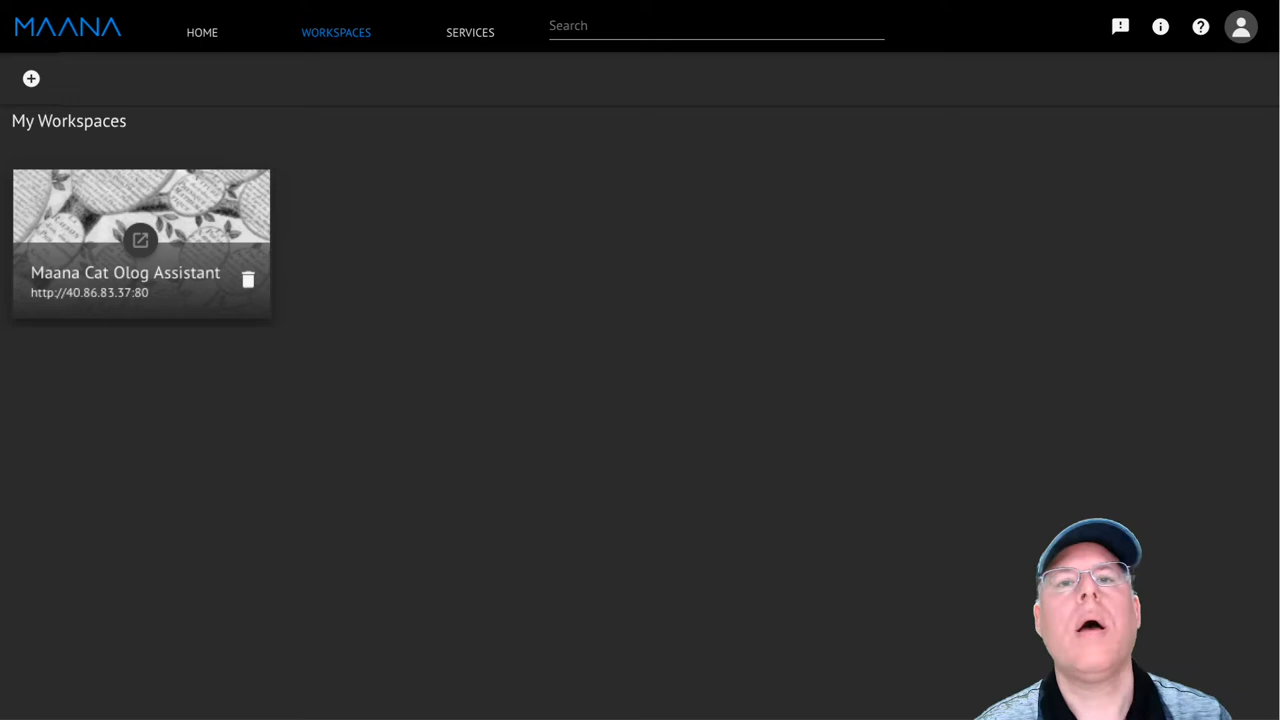 MAANA
HOME
WORKSPACES
SERVICES
Search
My Workspaces
Maana Cat Olog Assistant
http://40.86.83.37:80